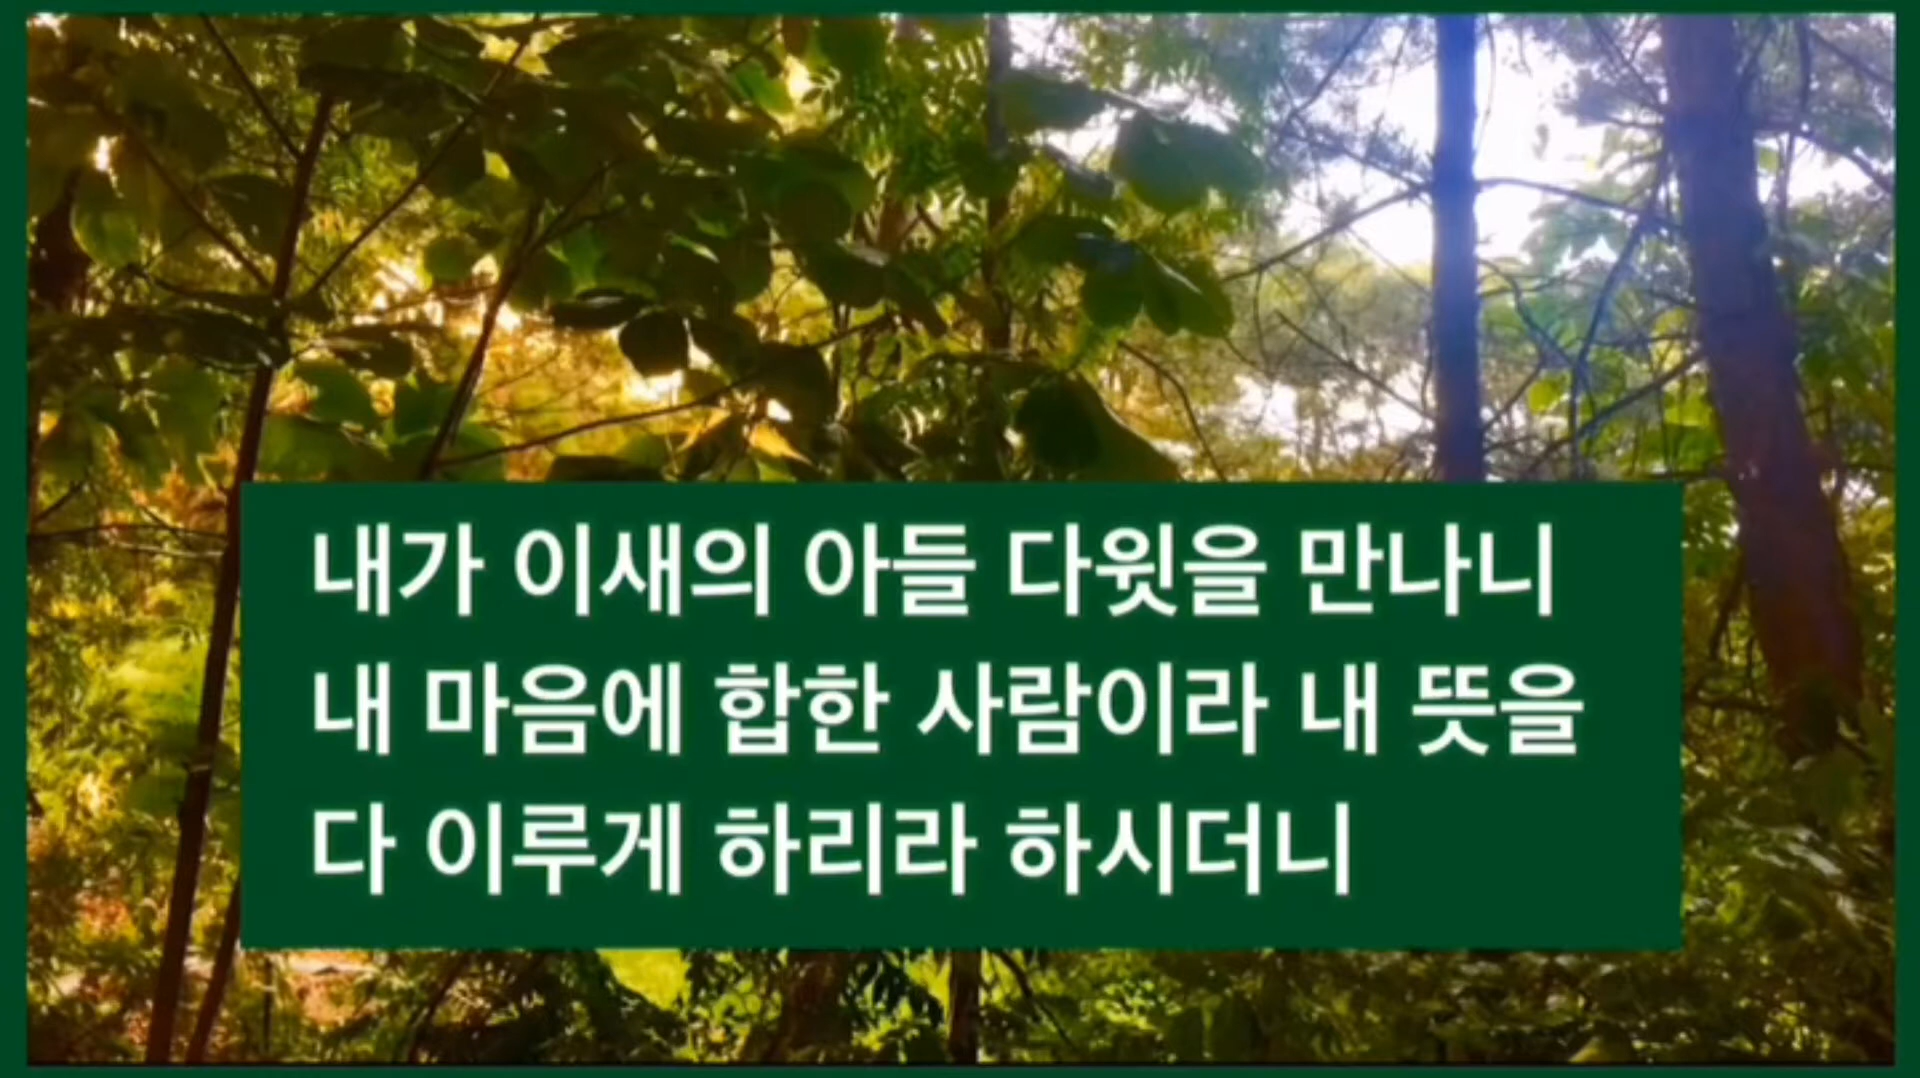 내가 이새의 아들 다윗을 만나니
내 마음에 합한 사람이라 내 뜻을
다 이루게 하리라 하시더니